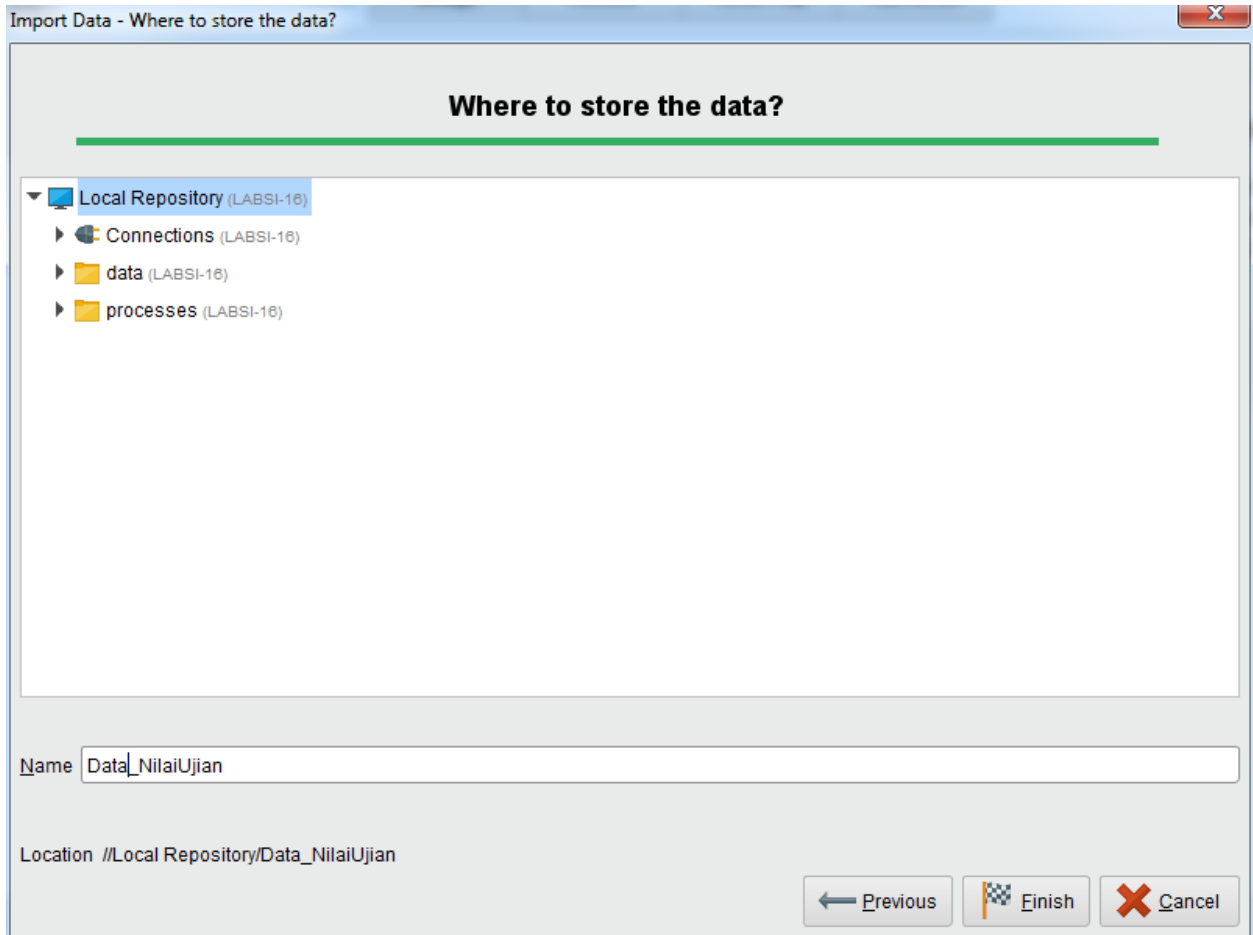 Import Data - Where to store the data?
Where to store the data?
Local Repository (LABSI-16)
Connections (LABSI-16)
data (LABSI-16)
processes (LABSI-16)
Name Data_NilaiUjian
Location //Local Repository/Data_NilaiUjian
Previous Finish Cancel